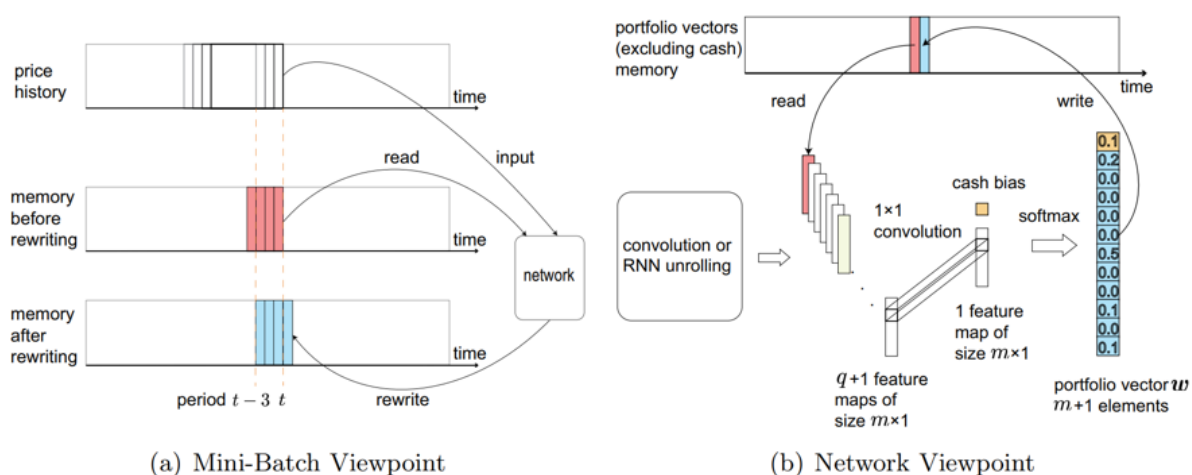 price
history
time
input
read
memory
before
rewriting
time
network
memory
after
rewriting
time
period t − 3 t
rewrite
(a) Mini-Batch Viewpoint
portfolio vectors
(excluding cash)
memory
time
read
write
convolution or
RNN unrolling
1×1
convolution
cash bias
softmax
0.1
0.2
0.0
0.0
0.0
0.0
0.5
0.0
0.0
0.1
0.0
0.1
1 feature
map of
size m×1
q+1 feature
maps of
size m×1
portfolio vector w
m+1 elements
(b) Network Viewpoint